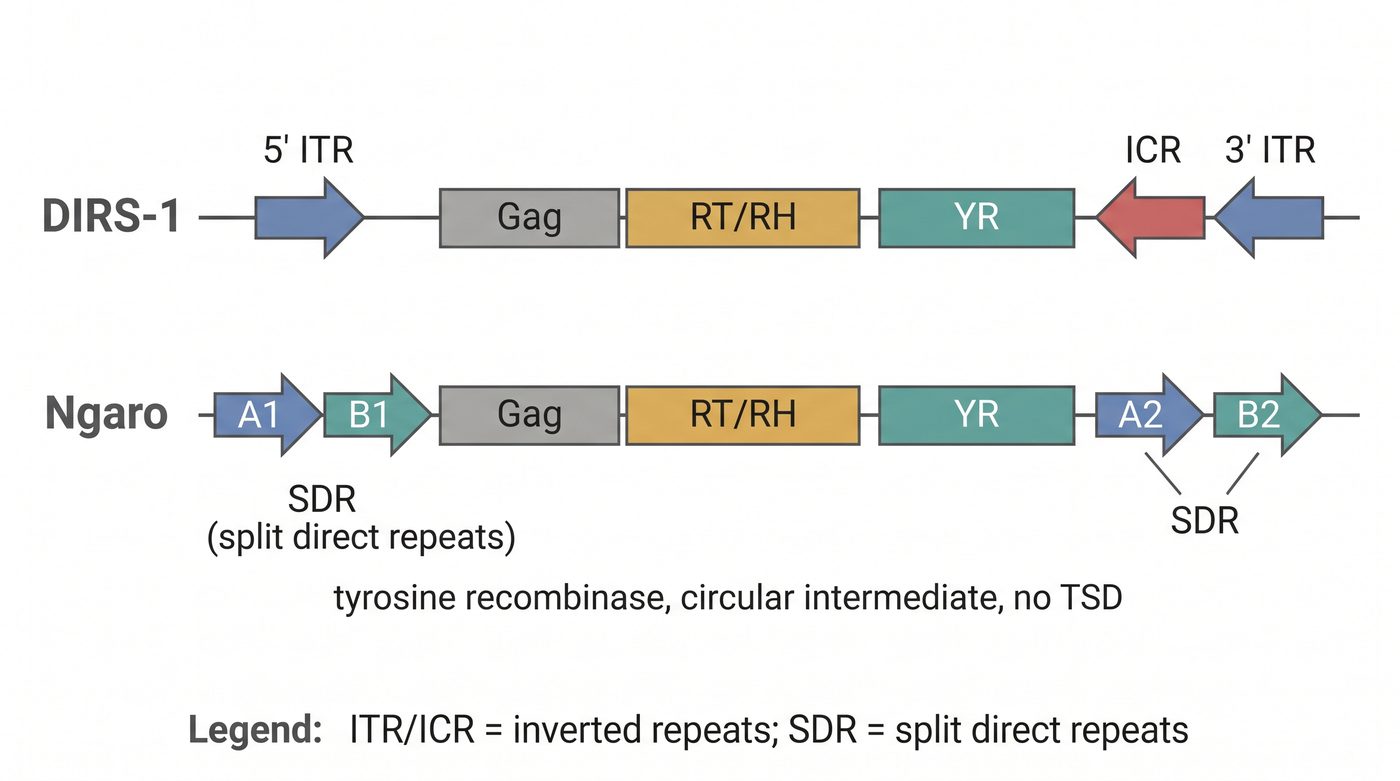 5' ITR ICR 3' ITR
DIRS-1 Gag RT/RH YR
Ngaro A1 B1 Gag RT/RH YR A2 B2
SDR
(split direct repeats)
SDR
tyrosine recombinase, circular intermediate, no TSD
Legend: ITR/ICR = inverted repeats; SDR = split direct repeats